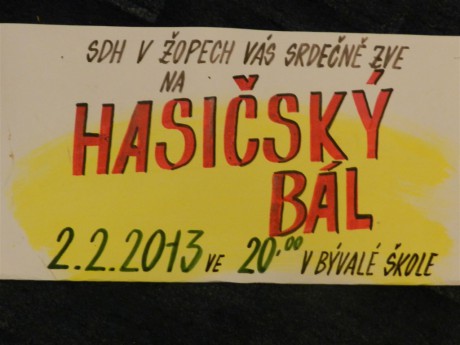 SDH V ŽOPECH VÁS SRDEČNĚ ZVE
NA
HASIČSKÝ
BÁL
2.2.2013 VE 20.00 V BÝVALÉ ŠKOLE